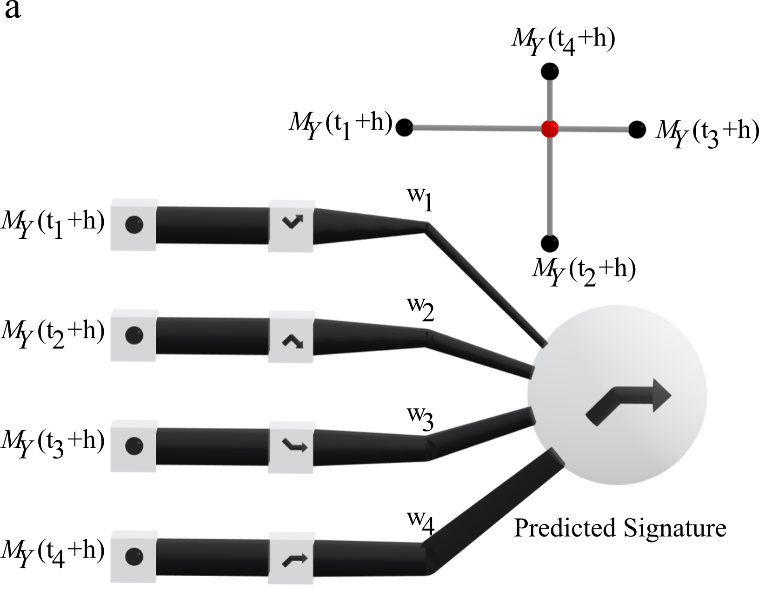 a
M_Y(t_4+h)
M_Y(t_1+h)
M_Y(t_3+h)
M_Y(t_2+h)
M_Y(t_1+h)
w_1
M_Y(t_2+h)
w_2
M_Y(t_3+h)
w_3
M_Y(t_4+h)
w_4
Predicted Signature